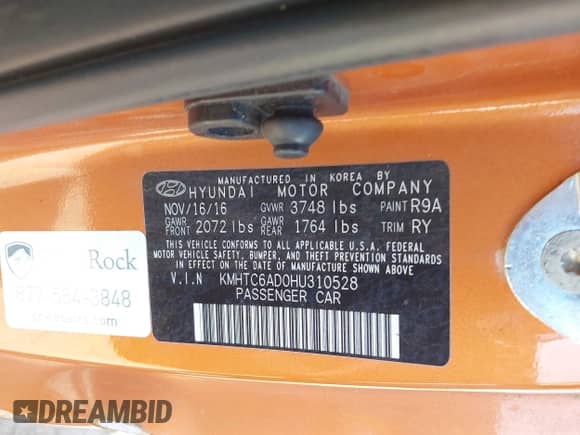 MANUFACTURED IN KOREA BY
HYUNDAI MOTOR COMPANY
NOV/16/16 GVWR 3748 lbs PAINT R9A
GAWR FRONT 2072 lbs GAWR REAR 1764 lbs TRIM RY
THIS VEHICLE CONFORMS TO ALL APPLICABLE U.S.A. FEDERAL
MOTOR VEHICLE SAFETY, BUMPER, AND THEFT PREVENTION STANDARDS
IN EFFECT ON THE DATE OF MANUFACTURE SHOWN ABOVE.
V.I.N KMHTC6AD0HU310528
PASSENGER CAR
Rock
877-564-3848
DREAMBID